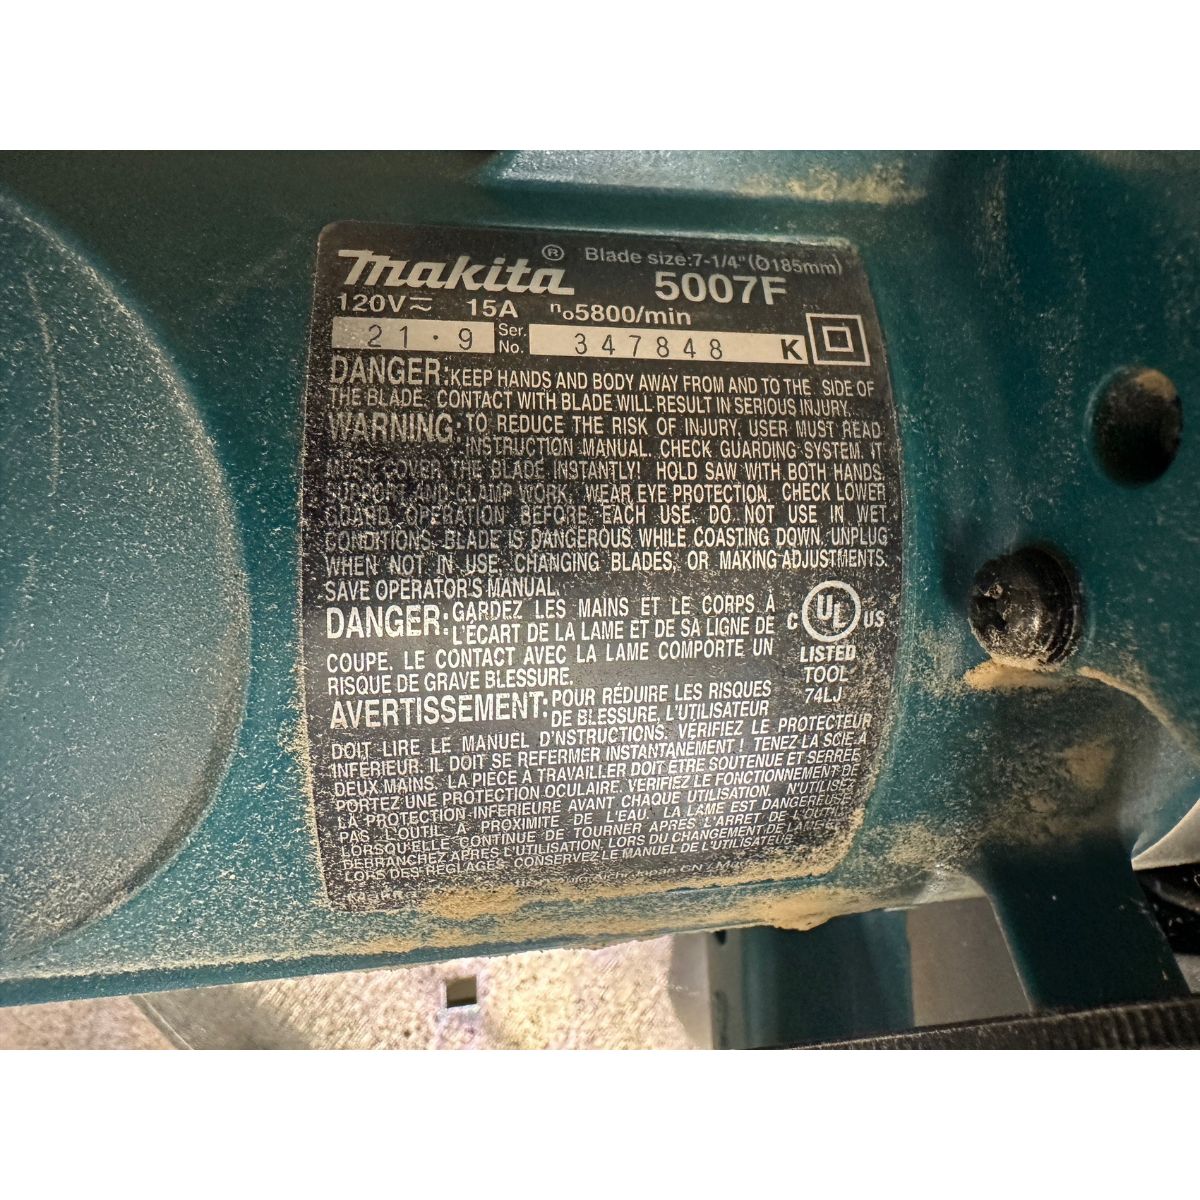 Makita® Blade size:7-1/4"(Ó185mm)
5007F
120V⎓ 15A n₀5800/min
21·9 Ser. No. 347848 K
DANGER: KEEP HANDS AND BODY AWAY FROM AND TO THE SIDE OF
THE BLADE. CONTACT WITH BLADE WILL RESULT IN SERIOUS INJURY.
WARNING: TO REDUCE THE RISK OF INJURY, USER MUST READ
INSTRUCTION MANUAL. CHECK GUARDING SYSTEM. IT
MUST COVER THE BLADE INSTANTLY! HOLD SAW WITH BOTH HANDS.
SUPPORT AND CLAMP WORK. WEAR EYE PROTECTION. CHECK LOWER
GUARD. OPERATION BEFORE EACH USE. DO NOT USE IN WET
CONDITIONS. BLADE IS DANGEROUS WHILE COASTING DOWN. UNPLUG
WHEN NOT IN USE, CHANGING BLADES, OR MAKING ADJUSTMENTS.
SAVE OPERATOR'S MANUAL.
DANGER: GARDEZ LES MAINS ET LE CORPS À
L'ÉCART DE LA LAME ET DE SA LIGNE DE
COUPE. LE CONTACT AVEC LA LAME COMPORTE UN
RISQUE DE GRAVE BLESSURE.
C UL US
LISTED
TOOL
74LJ
AVERTISSEMENT: POUR RÉDUIRE LES RISQUES
DE BLESSURE, L'UTILISATEUR
DOIT LIRE LE MANUEL D'NSTRUCTIONS. VÉRIFIEZ LE PROTECTEUR
INFÉRIEUR. IL DOIT SE REFERMER INSTANTANÉMENT ! TENEZ LA SCIE À
DEUX MAINS. LA PIÈCE À TRAVAILLER DOIT ÊTRE SOUTENUE ET SERRÉE.
PORTEZ UNE PROTECTION OCULAIRE. VÉRIFIEZ LE FONCTIONNEMENT DE
LA PROTECTION INFÉRIEURE AVANT CHAQUE UTILISATION. N'UTILISEZ
PAS L'OUTIL À PROXIMITE DE L'EAU. LA LAME EST DANGEREUSE
LORSQUELLE CONTINUE DE TOURNER APRÈS L'ARRET DE L'OUTIL
DÉBRANCHEZ APRÈS L'UTILISATION, LORS DU CHANGEMENT DE LAME
LORS DES RÉGLAGES. CONSERVEZ LE MANUEL DE L'UTILISATEUR.
Japan CN / M